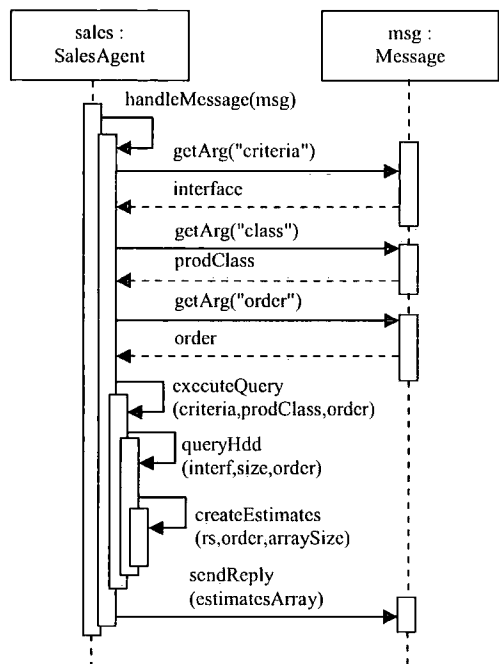 sales :
SalesAgent
msg :
Message
handleMessage(msg)
getArg("criteria")
interface
getArg("class")
prodClass
getArg("order")
order
executeQuery
(criteria,prodClass,order)
queryHdd
(interf,size,order)
createEstimates
(rs,order,arraySize)
sendReply
(estimatesArray)